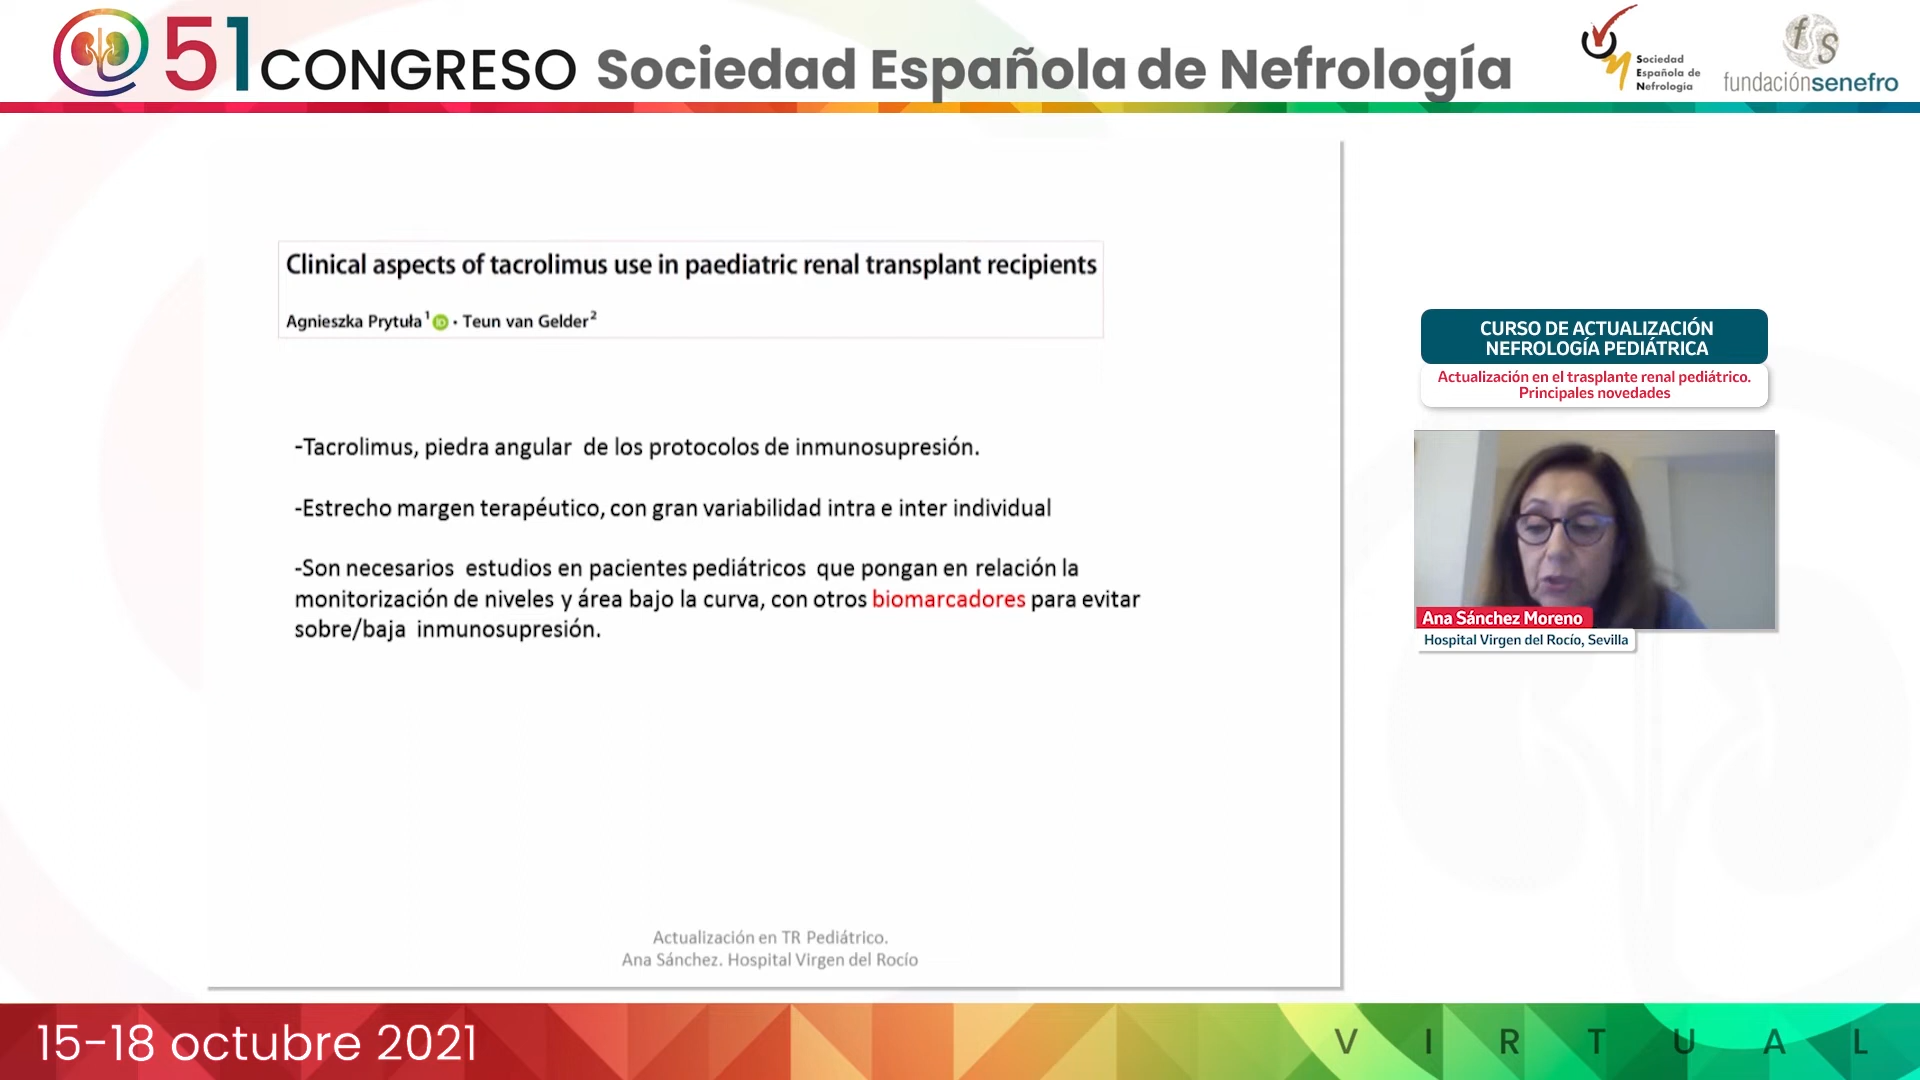 51 CONGRESO Sociedad Española de Nefrología
Sociedad
Española de
Nefrología
fs
fundaciónsenefro
Clinical aspects of tacrolimus use in paediatric renal transplant recipients
Agnieszka Prytuła¹ iD · Teun van Gelder²
-Tacrolimus, piedra angular de los protocolos de inmunosupresión.
-Estrecho margen terapéutico, con gran variabilidad intra e inter individual
-Son necesarios estudios en pacientes pediátricos que pongan en relación la
monitorización de niveles y área bajo la curva, con otros biomarcadores para evitar
sobre/baja inmunosupresión.
Actualización en TR Pediátrico.
Ana Sánchez. Hospital Virgen del Rocío
CURSO DE ACTUALIZACIÓN
NEFROLOGÍA PEDIÁTRICA
Actualización en el trasplante renal pediátrico.
Principales novedades
Ana Sánchez Moreno
Hospital Virgen del Rocío, Sevilla
15-18 octubre 2021
VIRTUAL